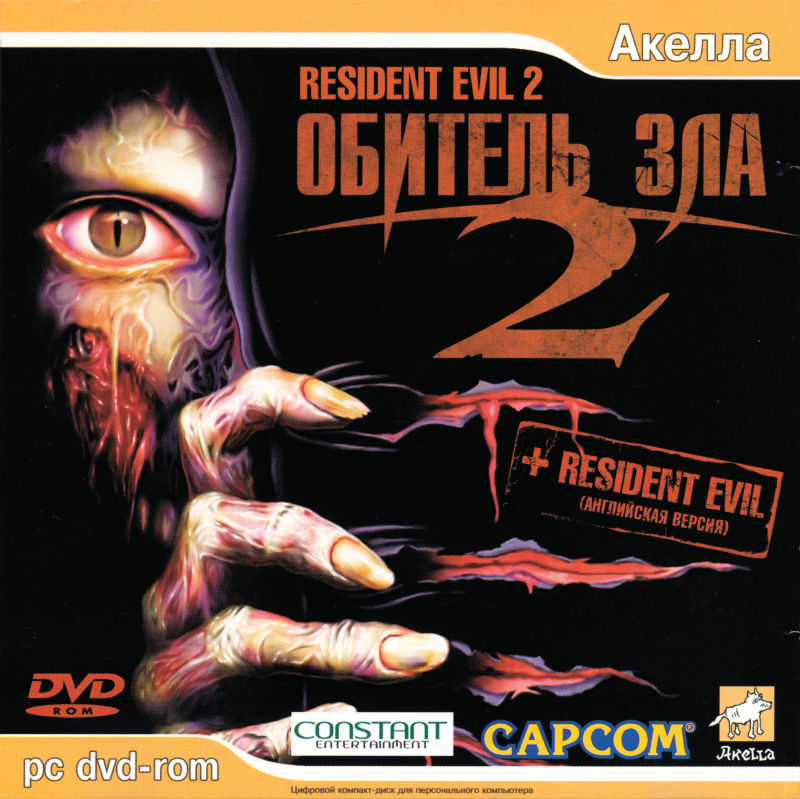 Акелла
RESIDENT EVIL 2
ОБИТЕЛЬ ЗЛА
2
+ RESIDENT EVIL
(АНГЛИЙСКАЯ ВЕРСИЯ)
DVD
ROM
CONSTANT
ENTERTAINMENT
CAPCOM®
Акелла
pc dvd-rom
Цифровой компакт-диск для персонального компьютера